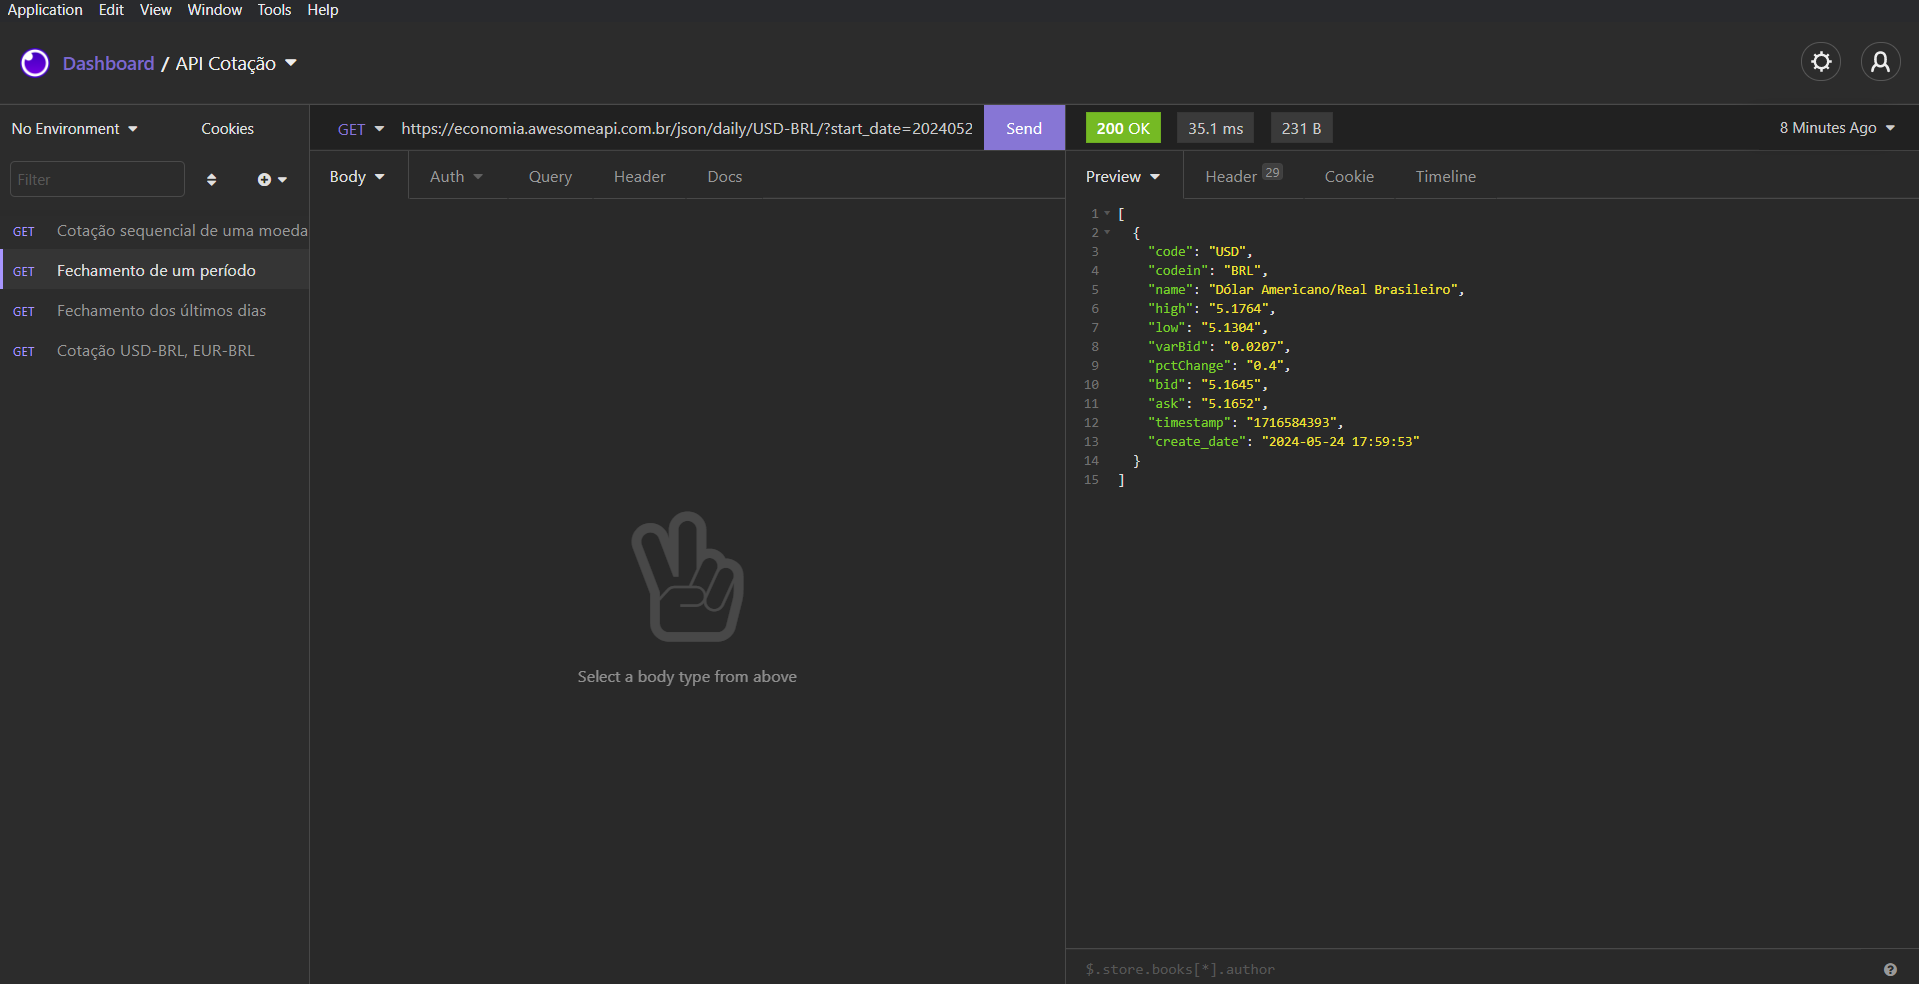 Application Edit View Window Tools Help
Dashboard / API Cotação
No Environment Cookies
Filter
GET Cotação sequencial de uma moeda
GET Fechamento de um período
GET Fechamento dos últimos dias
GET Cotação USD-BRL, EUR-BRL
GET https://economia.awesomeapi.com.br/json/daily/USD-BRL/?start_date=2024052 Send
Body Auth Query Header Docs
Select a body type from above
200 OK 35.1 ms 231 B 8 Minutes Ago
Preview Header 29 Cookie Timeline
1 [
2 {
3 "code": "USD",
4 "codein": "BRL",
5 "name": "Dólar Americano/Real Brasileiro",
6 "high": "5.1764",
7 "low": "5.1304",
8 "varBid": "0.0207",
9 "pctChange": "0.4",
10 "bid": "5.1645",
11 "ask": "5.1652",
12 "timestamp": "1716584393",
13 "create_date": "2024-05-24 17:59:53"
14 }
15 ]
$.store.books[*].author